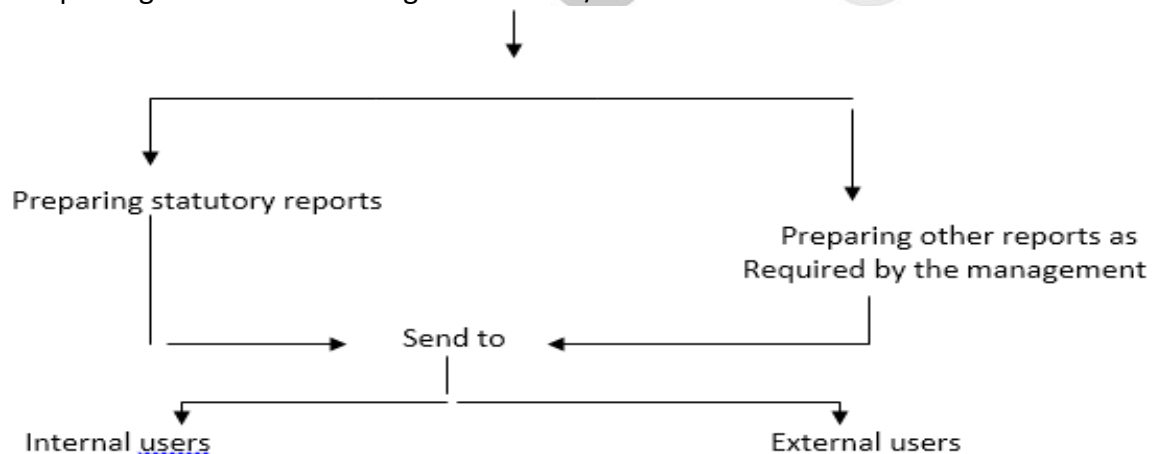 Preparing statutory reports
Preparing other reports as
Required by the management
Send to
Internal users
External users